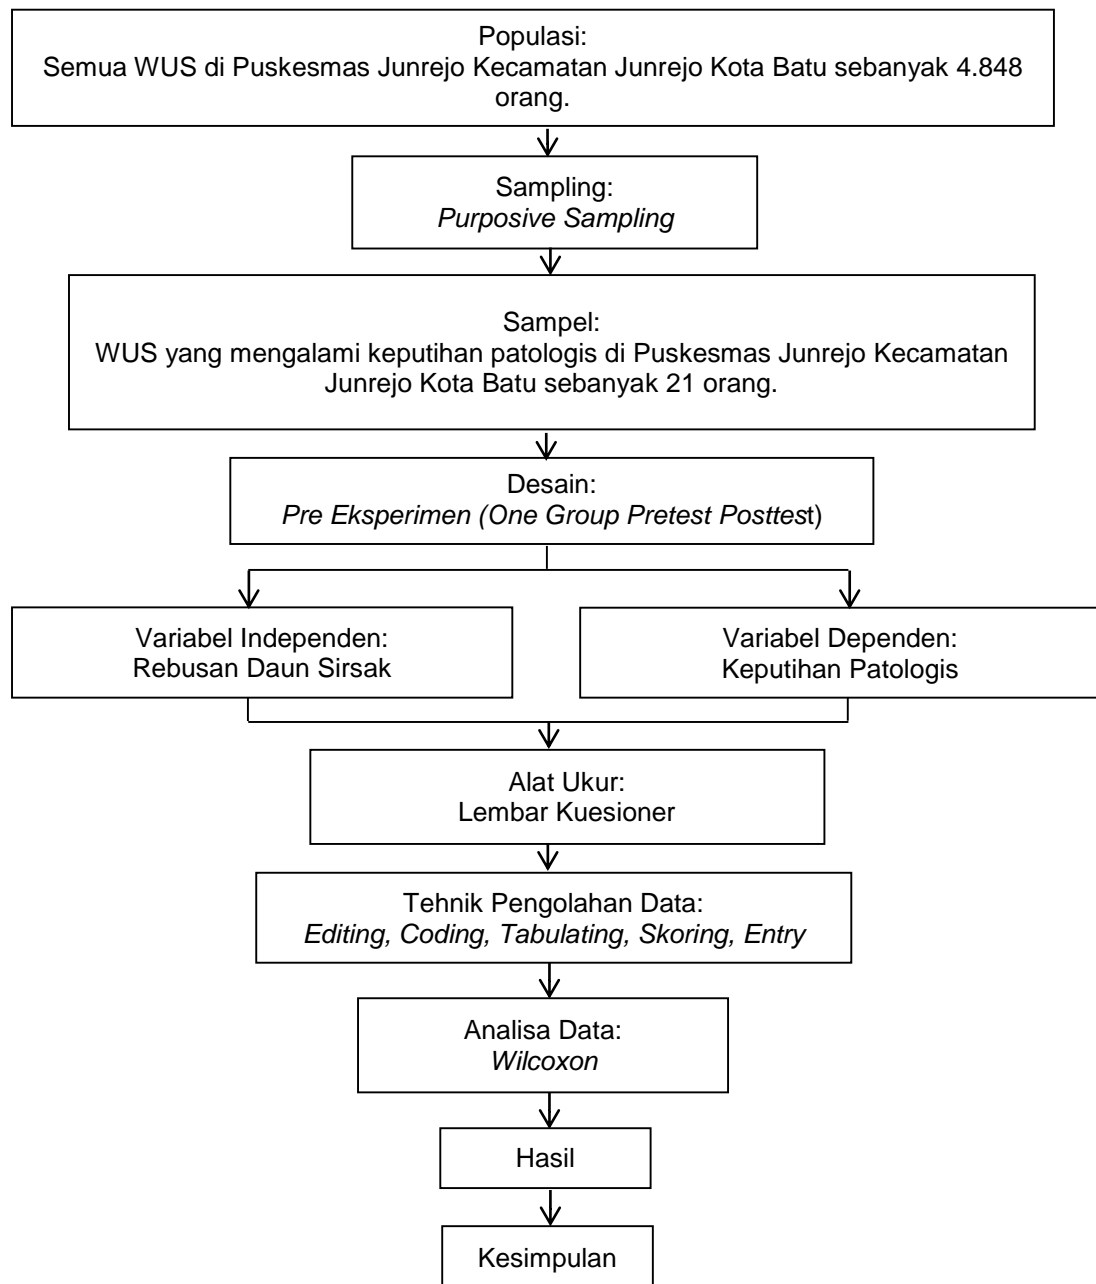 Populasi:
Semua WUS di Puskesmas Junrejo Kecamatan Junrejo Kota Batu sebanyak 4.848
orang.
Sampling:
Purposive Sampling
Sampel:
WUS yang mengalami keputihan patologis di Puskesmas Junrejo Kecamatan
Junrejo Kota Batu sebanyak 21 orang.
Desain:
Pre Eksperimen (One Group Pretest Posttest)
Variabel Independen:
Rebusan Daun Sirsak
Variabel Dependen:
Keputihan Patologis
Alat Ukur:
Lembar Kuesioner
Tehnik Pengolahan Data:
Editing, Coding, Tabulating, Skoring, Entry
Analisa Data:
Wilcoxon
Hasil
Kesimpulan